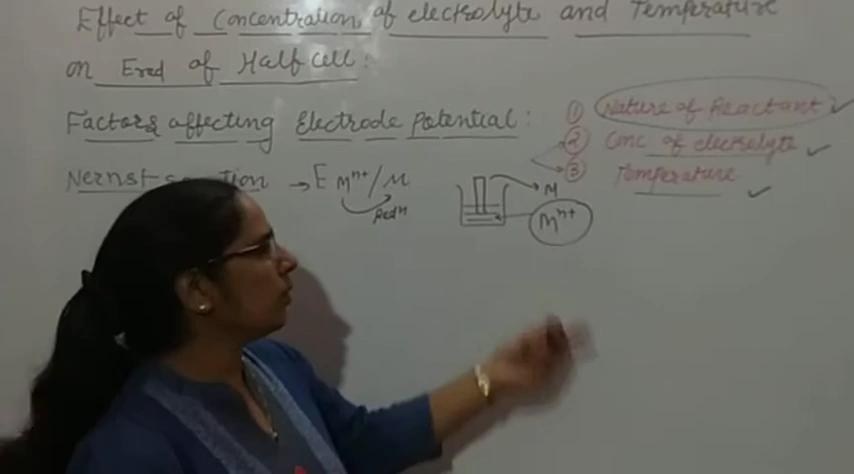 Effect of Concentration of electrolyte and Temperature
on Ered of Half cell:
Factors affecting Electrode Potential:
① Nature of Reactant
② Conc of electrolyte
③ Temperature
Nernst → E Mⁿ⁺/M
Redⁿ
M
Mⁿ⁺